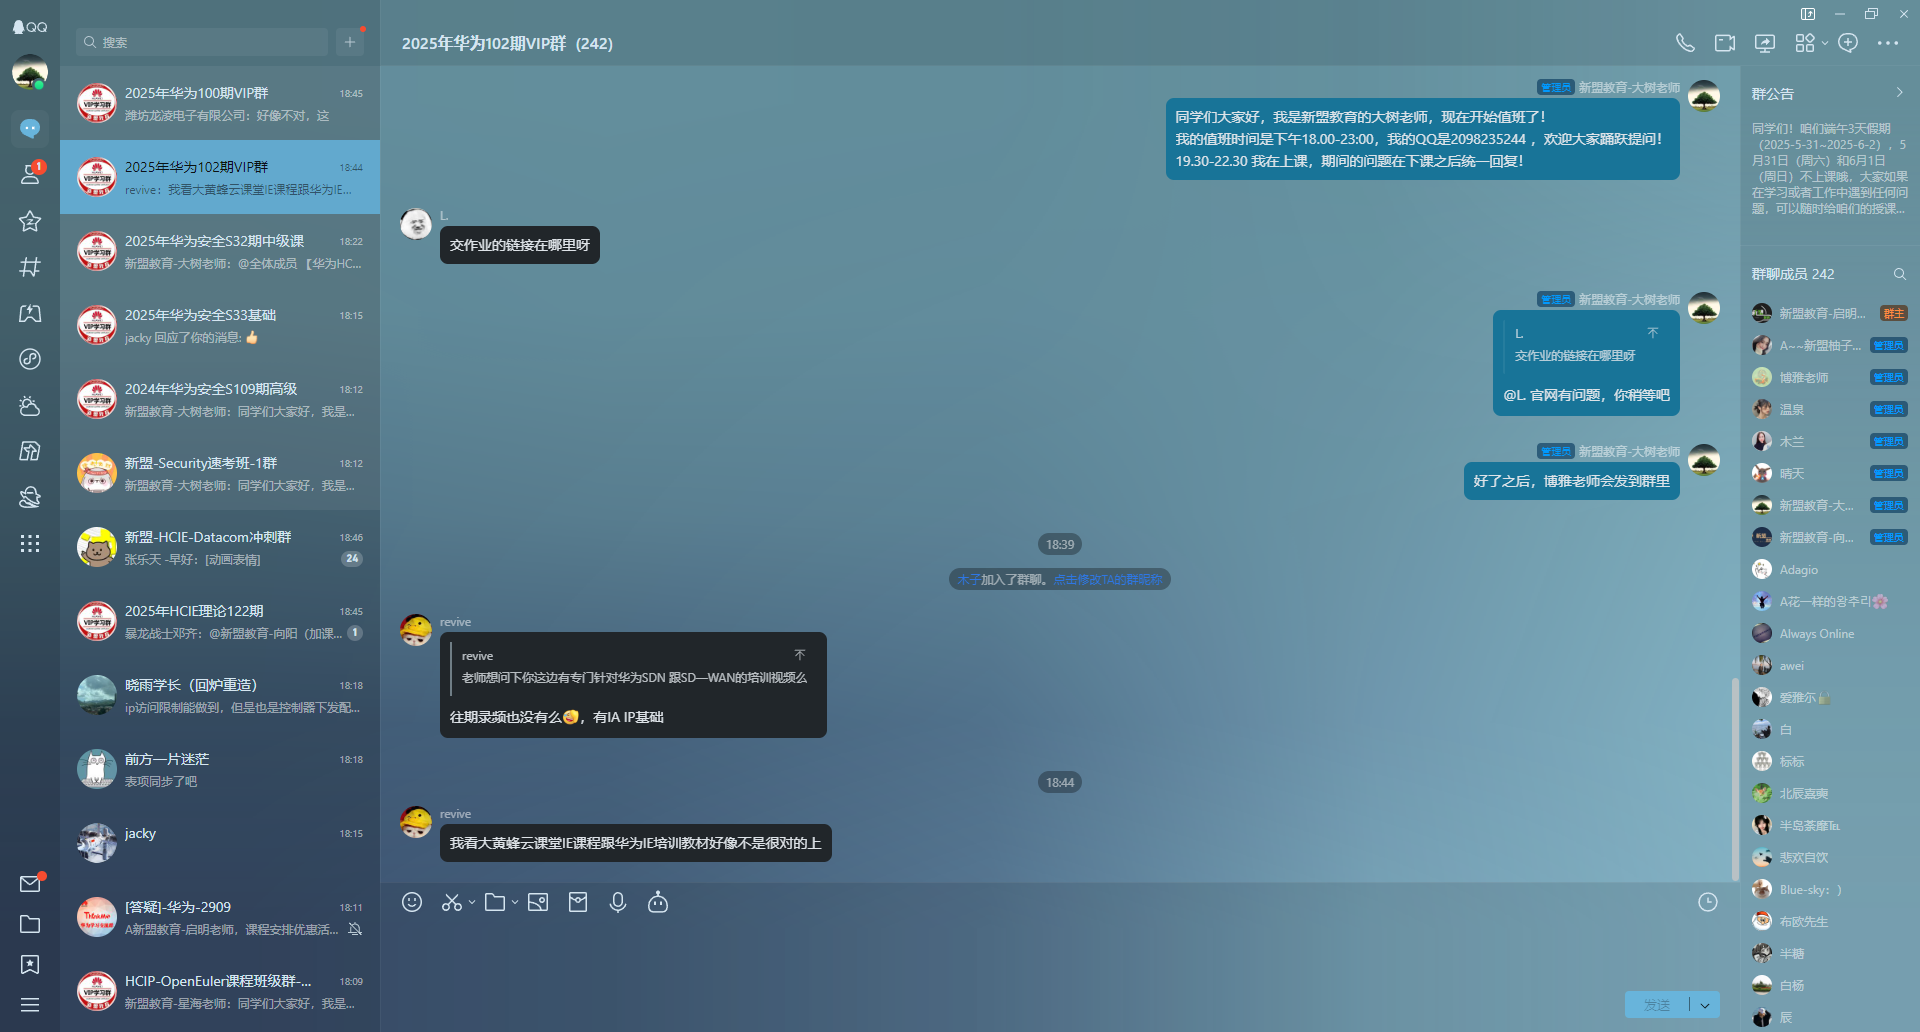 QQ
搜索
2025年华为100期VIP群
18:45
潍坊龙凌电子有限公司：好像不对，这
2025年华为102期VIP群
18:44
revive：我看大黄蜂云课堂IE课程跟华为IE...
2025年华为安全S32期中级课
18:22
新盟教育-大树老师：@全体成员 【华为HC...
2025年华为安全S33基础
18:15
jacky 回应了你的消息:👍
2024年华为安全S109期高级
18:12
新盟教育-大树老师：同学们大家好，我是...
新盟-Security速考班-1群
18:12
新盟教育-大树老师：同学们大家好，我是...
新盟-HCIE-Datacom冲刺群
18:46
张乐天 -早好：[动画表情]
24
2025年HCIE理论122期
18:45
暴龙战士邓齐：@新盟教育-向阳（加课...
1
晓雨学长（回炉重造）
18:18
ip访问限制能做到，但是也是控制器下发配...
前方一片迷茫
18:18
表项同步了吧
jacky
18:15
[答疑]-华为-2909
18:11
A新盟教育-启明老师，课程安排优惠活...
HCIP-OpenEuler课程班级群-...
18:09
新盟教育-星海老师：同学们大家好，我是...
1
2025年华为102期VIP群（242）
管理员 新盟教育-大树老师
同学们大家好，我是新盟教育的大树老师，现在开始值班了！
我的值班时间是下午18.00-23:00，我的QQ是2098235244 ，欢迎大家踊跃提问！
19.30-22.30 我在上课，期间的问题在下课之后统一回复！
L.
交作业的链接在哪里呀
管理员 新盟教育-大树老师
L.
交作业的链接在哪里呀
@L. 官网有问题，你稍等吧
管理员 新盟教育-大树老师
好了之后，博雅老师会发到群里
18:39
木子加入了群聊。点击修改TA的群昵称
revive
revive
老师想问下你这边有专门针对华为SDN 跟SD—WAN的培训视频么
往期录频也没有么😅，有IA IP基础
18:44
revive
我看大黄蜂云课堂IE课程跟华为IE培训教材好像不是很对的上
发送
群公告
同学们！咱们端午3天假期
（2025-5-31~2025-6-2），5
月31日（周六）和6月1日
（周日）不上课哦，大家如果
在学习或者工作中遇到任何问
题，可以随时给咱们的授课...
群聊成员 242
新盟教育-启明...
群主
A~~新盟柚子...
管理员
博雅老师
管理员
温泉
管理员
木兰
管理员
晴天
管理员
新盟教育-大...
管理员
新盟教育-向...
管理员
Adagio
A花一样的왕추리🌸
Always Online
awei
爱雅尔
白
标标
北辰嘉奭
半岛荼靡℡
悲欢自饮
Blue-sky：)
布欧先生
半糖
白杨
辰